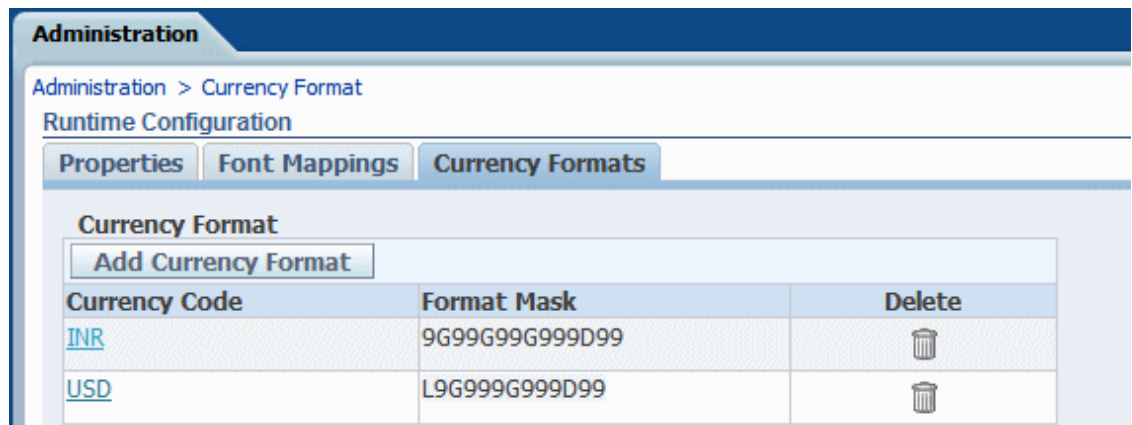 Administration
Administration > Currency Format
Runtime Configuration
Properties Font Mappings Currency Formats
Currency Format
Add Currency Format
Currency Code Format Mask Delete
INR 9G99G99G999D99
USD L9G999G999D99